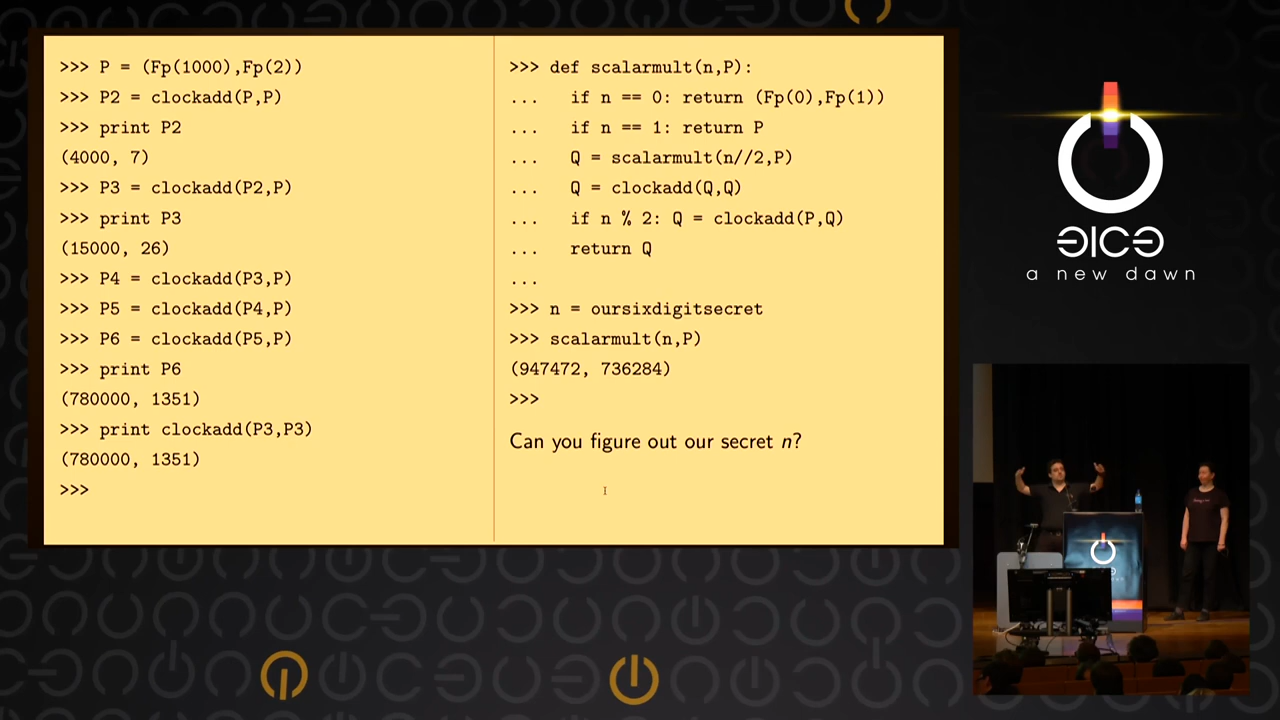 >>> P = (Fp(1000),Fp(2))
>>> P2 = clockadd(P,P)
>>> print P2
(4000, 7)
>>> P3 = clockadd(P2,P)
>>> print P3
(15000, 26)
>>> P4 = clockadd(P3,P)
>>> P5 = clockadd(P4,P)
>>> P6 = clockadd(P5,P)
>>> print P6
(780000, 1351)
>>> print clockadd(P3,P3)
(780000, 1351)
>>>
>>> def scalarmult(n,P):
... if n == 0: return (Fp(0),Fp(1))
... if n == 1: return P
... Q = scalarmult(n//2,P)
... Q = clockadd(Q,Q)
... if n % 2: Q = clockadd(P,Q)
... return Q
...
>>> n = oursixdigitsecret
>>> scalarmult(n,P)
(947472, 736284)
>>>
Can you figure out our secret n?
a new dawn